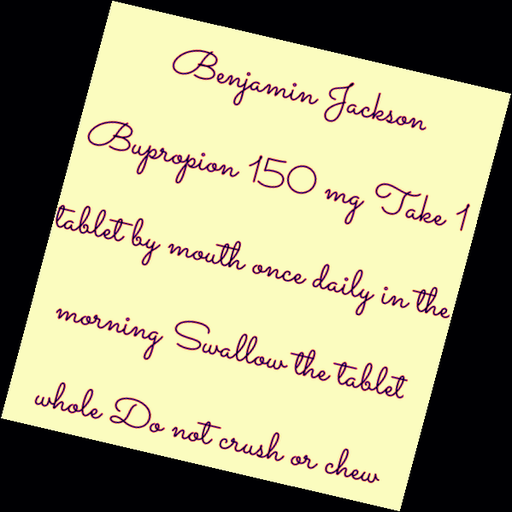 Benjamin Jackson
Bupropion 150 mg Take 1
tablet by mouth once daily in the
morning Swallow the tablet
whole Do not crush or chew